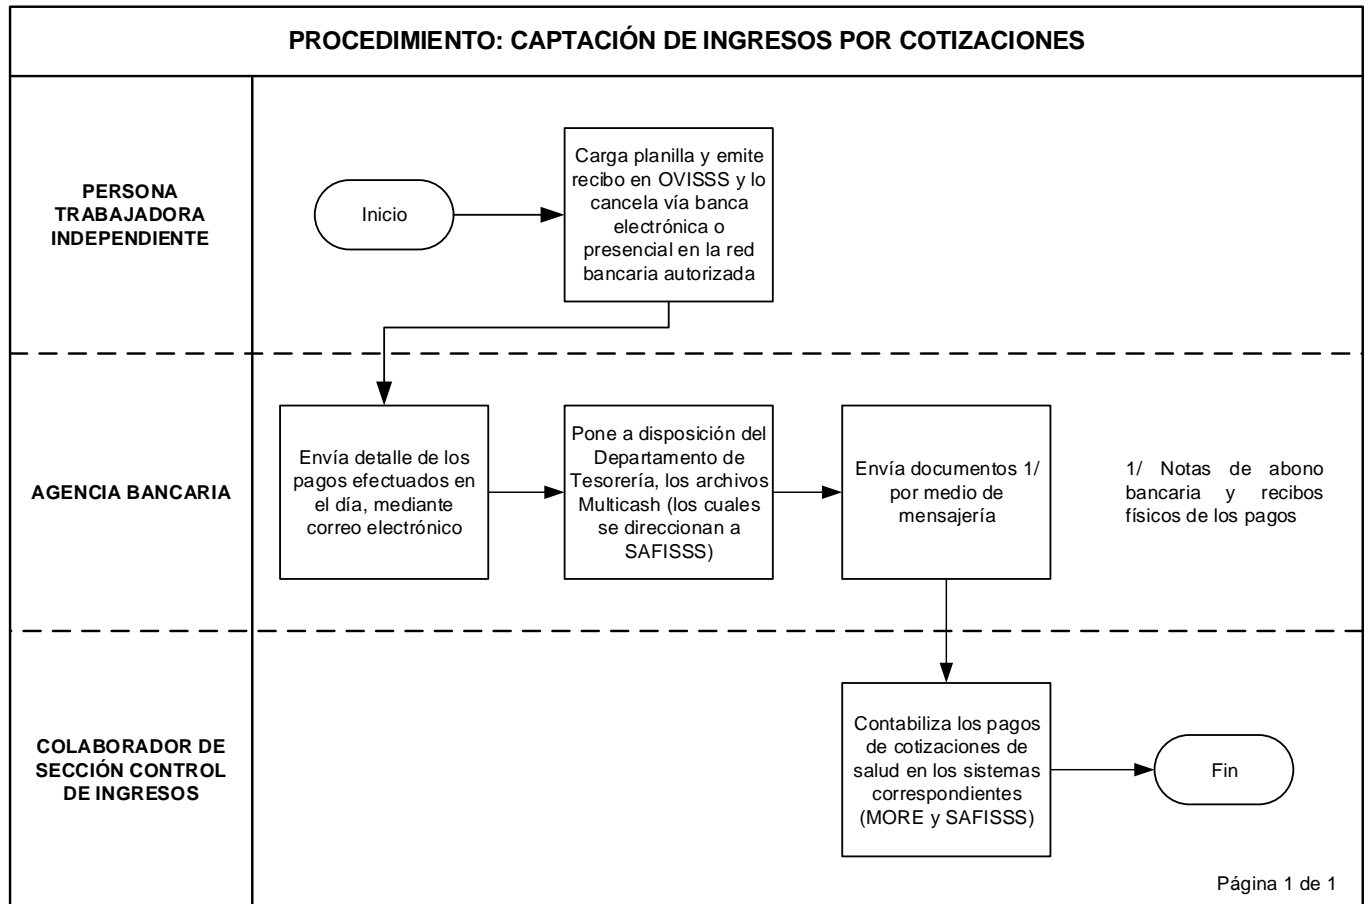 PROCEDIMIENTO: CAPTACIÓN DE INGRESOS POR COTIZACIONES
PERSONA
TRABAJADORA
INDEPENDIENTE
Inicio
Carga planilla y emite
recibo en OVISSS y lo
cancela vía banca
electrónica o
presencial en la red
bancaria autorizada
AGENCIA BANCARIA
Envía detalle de los
pagos efectuados en
el día, mediante
correo electrónico
Pone a disposición del
Departamento de
Tesorería, los archivos
Multicash (los cuales
se direccionan a
SAFISSS)
Envía documentos 1/
por medio de
mensajería
1/ Notas de abono
bancaria y recibos
físicos de los pagos
COLABORADOR DE
SECCIÓN CONTROL
DE INGRESOS
Contabiliza los pagos
de cotizaciones de
salud en los sistemas
correspondientes
(MORE y SAFISSS)
Fin
Página 1 de 1